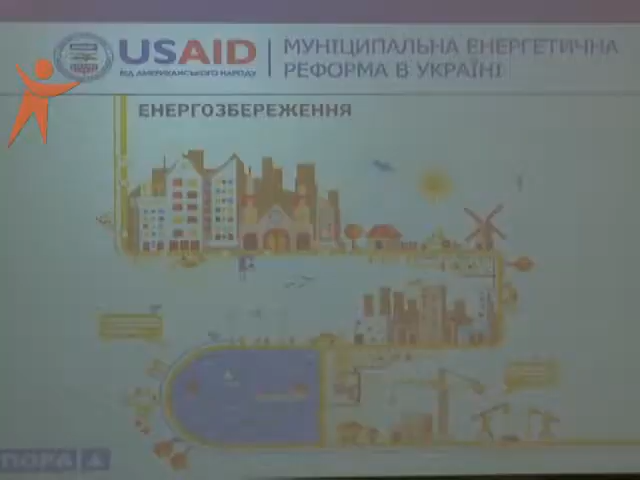 USAID
ВІД АМЕРИКАНСЬКОГО НАРОДУ
МУНІЦИПАЛЬНА ЕНЕРГЕТИЧНА
РЕФОРМА В УКРАЇНІ
ЕНЕРГОЗБЕРЕЖЕННЯ
ПОРА